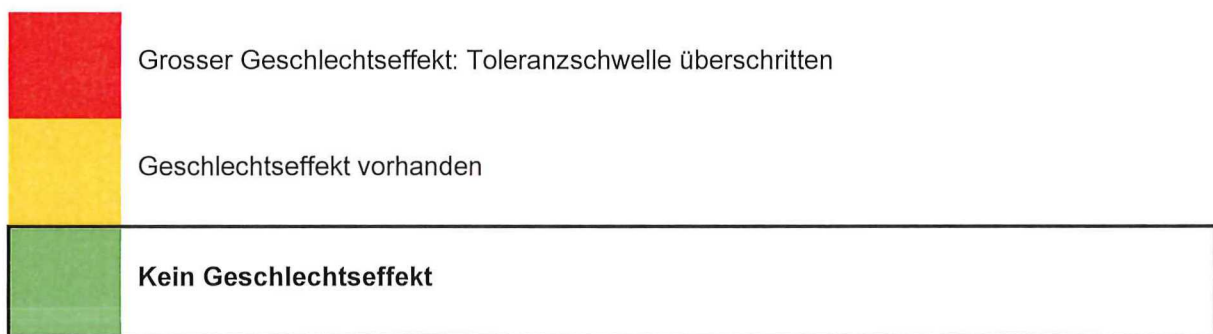 Grosser Geschlechtseffekt: Toleranzschwelle überschritten
Geschlechtseffekt vorhanden
Kein Geschlechtseffekt